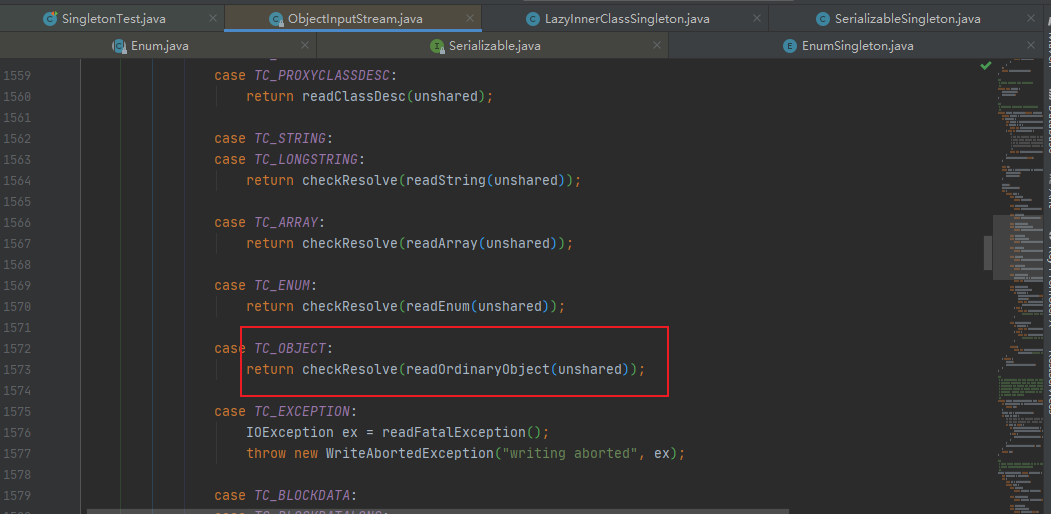 SingletonTest.java
ObjectInputStream.java
LazyInnerClassSingleton.java
SerializableSingleton.java
Enum.java
Serializable.java
EnumSingleton.java
1559 case TC_PROXYCLASSDESC:
1560 return readClassDesc(unshared);
1561
1562 case TC_STRING:
1563 case TC_LONGSTRING:
1564 return checkResolve(readString(unshared));
1565
1566 case TC_ARRAY:
1567 return checkResolve(readArray(unshared));
1568
1569 case TC_ENUM:
1570 return checkResolve(readEnum(unshared));
1571
1572 case TC_OBJECT:
1573 return checkResolve(readOrdinaryObject(unshared));
1574
1575 case TC_EXCEPTION:
1576 IOException ex = readFatalException();
1577 throw new WriteAbortedException("writing aborted", ex);
1578
1579 case TC_BLOCKDATA: